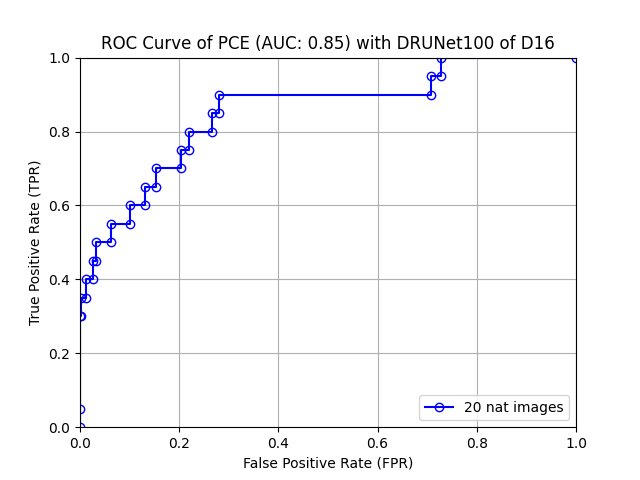 ROC Curve of PCE (AUC: 0.85) with DRUNet100 of D16
1.0
0.8
0.6
0.4
0.2
0.0
True Positive Rate (TPR)
20 nat images
0.0 0.2 0.4 0.6 0.8 1.0
False Positive Rate (FPR)